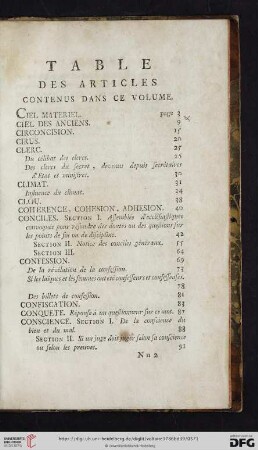 TABLE
DES ARTICLES
CONTENUS DANS CE VOLUME.
CIEL MATERIEL. page 3
CIEL DES ANCIENS. 9
CIRCONCISION. 15
CIRUS. 20
CLERC. 25
Du célibat des clercs.
Des clercs du secret, devenus depuis secrétaires
d'Etat et ministres. 30
CLIMAT. 31
Influence du climat. 34
CLOU. 38
COHERENCE, COHESION, ADHESION. 40
CONCILES. SECTION I. Assemblée d'ecclésiastiques
convoquée pour résoudre des doutes ou des questions sur
les points de foi ou de discipline. 42
SECTION II. Notice des conciles généraux. 55
SECTION III. 64
CONFESSION. 69
De la révélation de la confession. 73
Si les laïques et les femmes ont été confesseurs et confesseuses.
78
Des billets de confession. 81
CONFISCATION. 83
CONQUETE. Réponse à un questionneur sur ce mot. 87
CONSCIENCE. SECTION I. De la conscience du
bien et du mal. 88
SECTION II. Si un juge doit juger selon sa conscience
ou selon les preuves. 91
N n 2